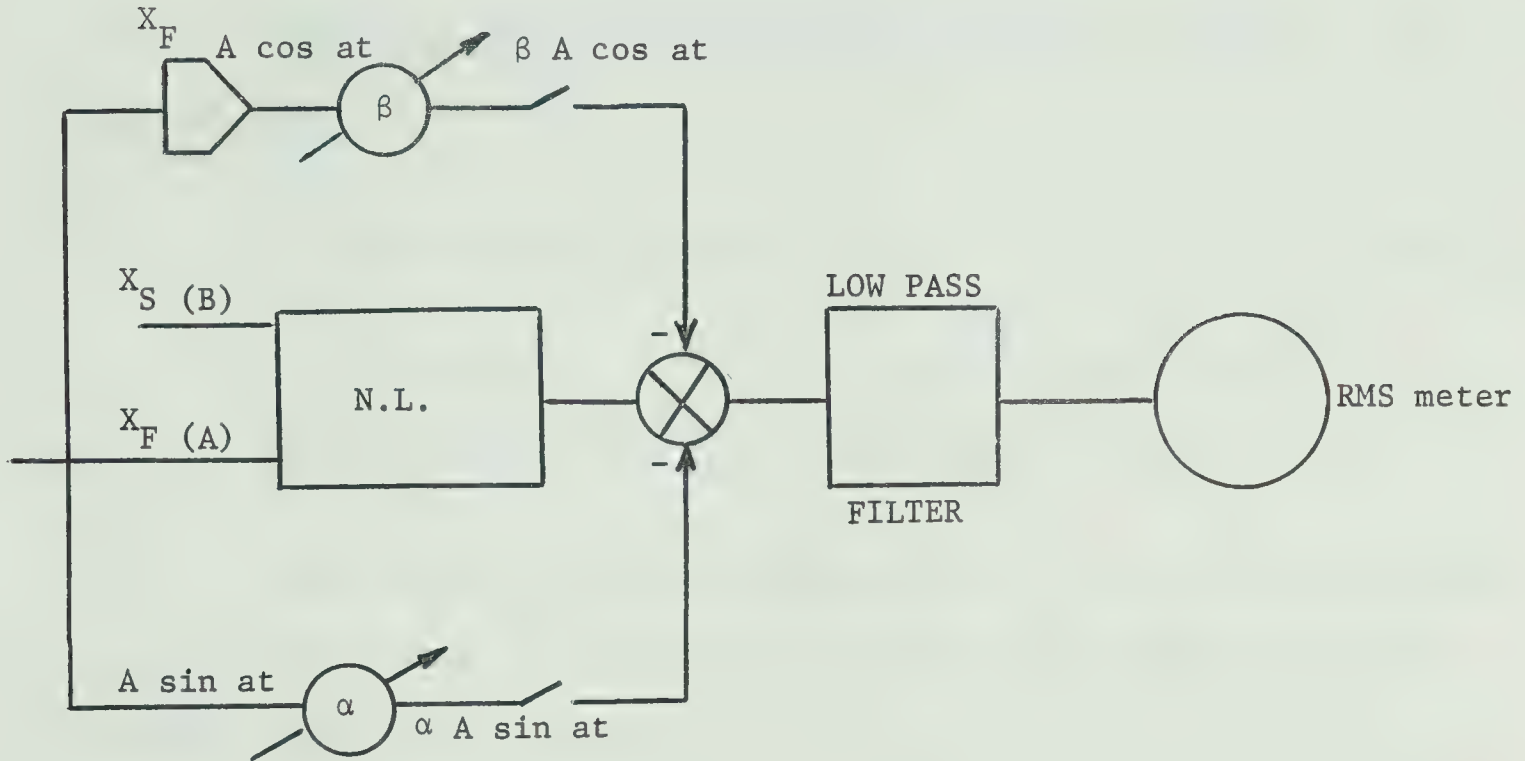 X_F
A cos at
β
β A cos at
X_S (B)
X_F (A)
N.L.
-
-
LOW PASS
FILTER
RMS meter
A sin at
α
α A sin at